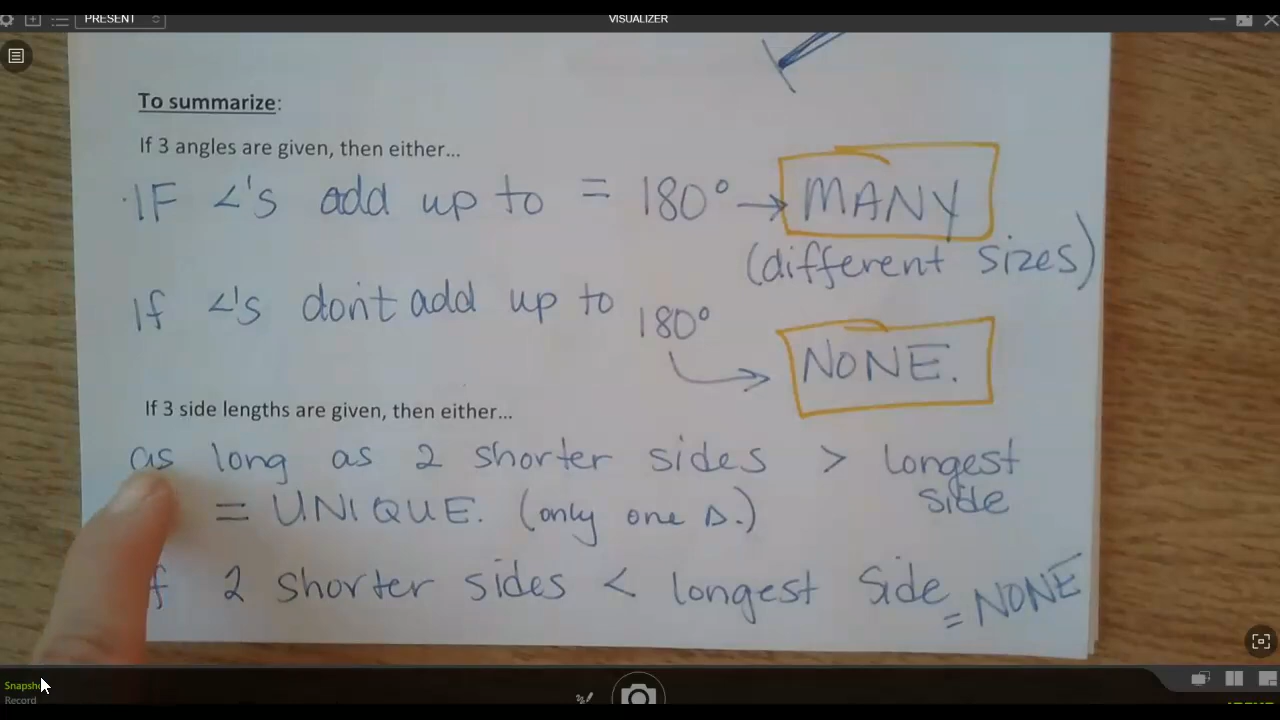 PRESENT
VISUALIZER
To summarize:
If 3 angles are given, then either...
IF ∠'s add up to = 180° → MANY
(different sizes)
If ∠'s don't add up to 180°
→ NONE.
If 3 side lengths are given, then either...
as long as 2 shorter sides > longest side
= UNIQUE. (only one Δ.)
2 shorter sides < longest side = NONE
Record